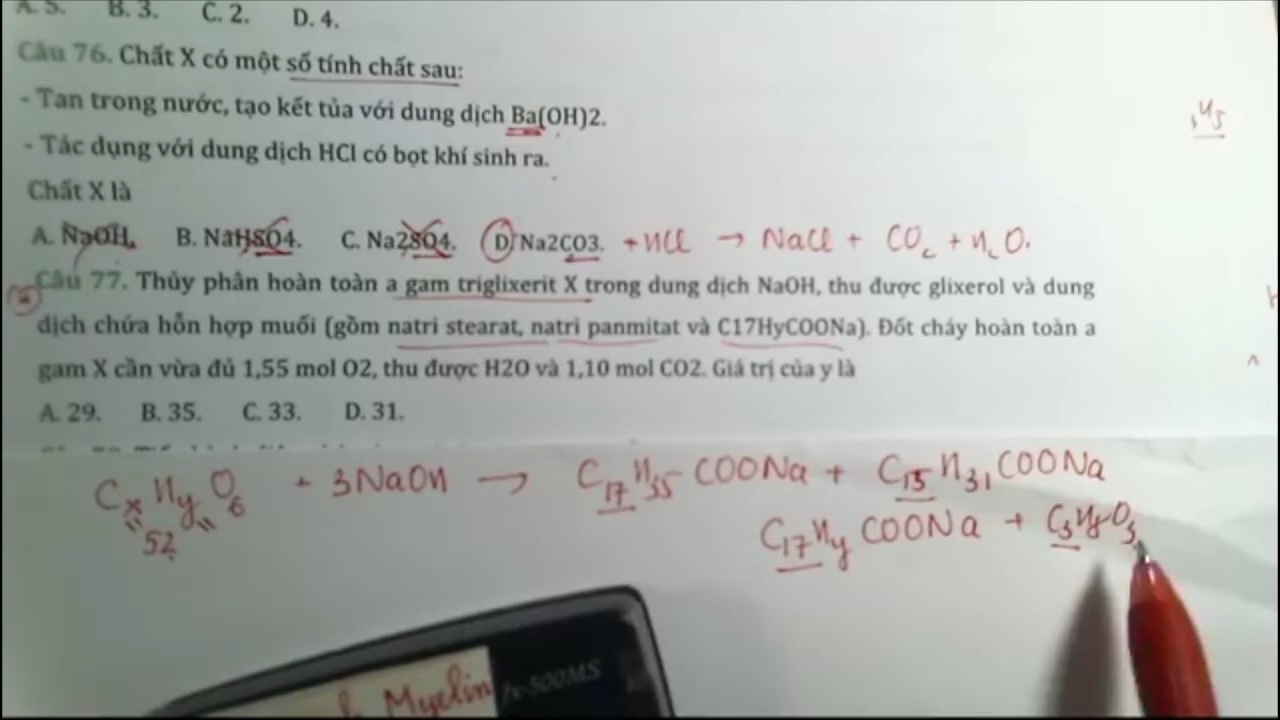 A. 5. B. 3. C. 2. D. 4.
Câu 76. Chất X có một số tính chất sau:
- Tan trong nước, tạo kết tủa với dung dịch Ba(OH)2.
- Tác dụng với dung dịch HCl có bọt khí sinh ra.
Chất X là
A. NaOH. B. NaHSO4. C. Na2SO4. D. Na2CO3. + HCl → NaCl + CO2 + H2O.
Câu 77. Thủy phân hoàn toàn a gam triglixerit X trong dung dịch NaOH, thu được glixerol và dung
dịch chứa hỗn hợp muối (gồm natri stearat, natri panmitat và C17HyCOONa). Đốt cháy hoàn toàn a
gam X cần vừa đủ 1,55 mol O2, thu được H2O và 1,10 mol CO2. Giá trị của y là
A. 29. B. 35. C. 33. D. 31.
CxHyO6 + 3NaOH → C17H35COONa + C15H31COONa
52
C17HyCOONa + C3H8O3
Myelin fx-500MS